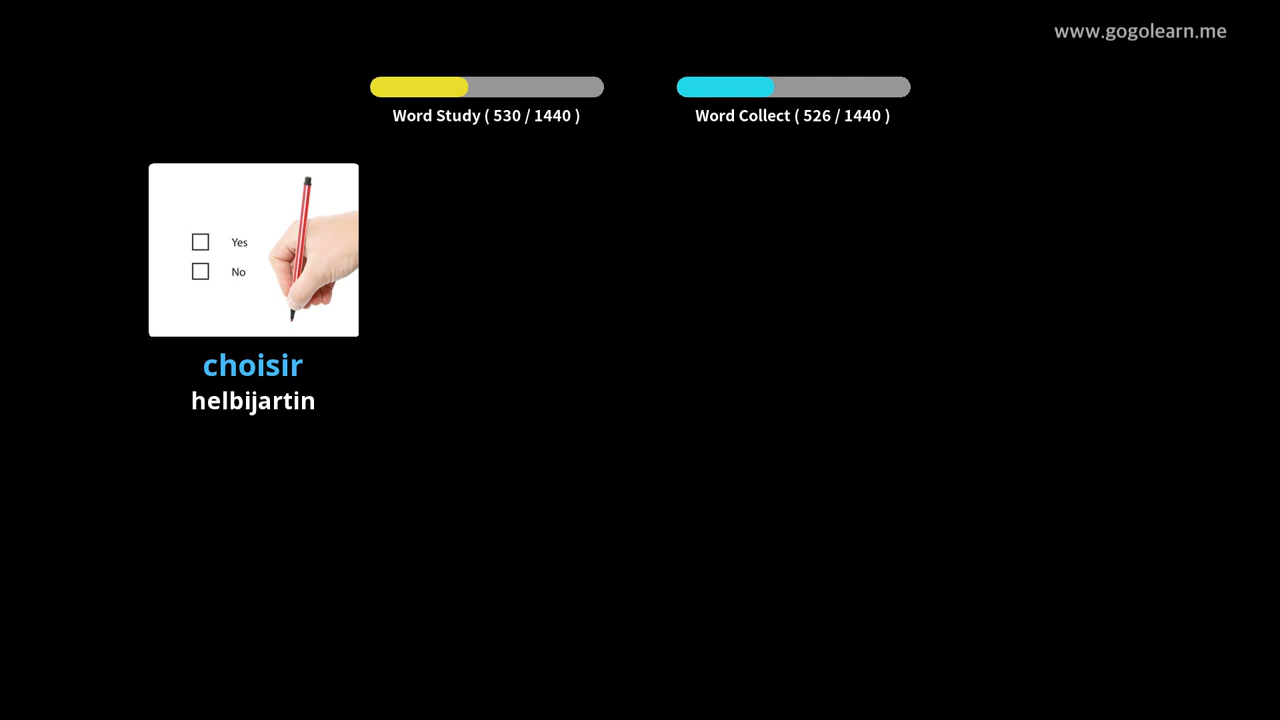 www.gogolearn.me
Word Study ( 530 / 1440 )
Word Collect ( 526 / 1440 )
Yes
No
choisir
helbijartin